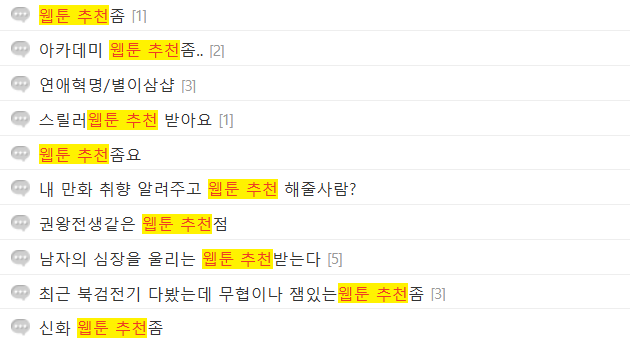 웹툰 추천좀 [1]
아카데미 웹툰 추천좀.. [2]
연애혁명/별이삼샵 [3]
스릴러웹툰 추천 받아요 [1]
웹툰 추천좀요
내 만화 취향 알려주고 웹툰 추천 해줄사람?
권왕전생같은 웹툰 추천점
남자의 심장을 울리는 웹툰 추천받는다 [5]
최근 북검전기 다봤는데 무협이나 잼있는웹툰 추천좀 [3]
신화 웹툰 추천좀